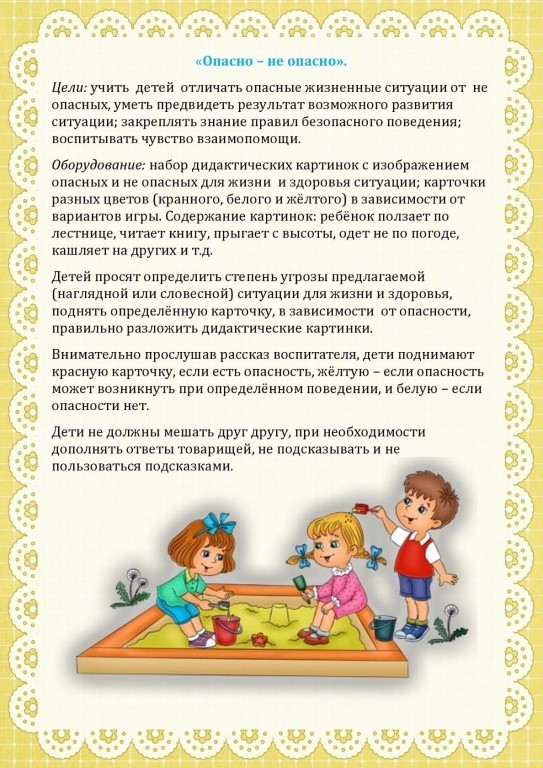 «Опасно – не опасно».
Цели: учить детей отличать опасные жизненные ситуации от не
опасных, уметь предвидеть результат возможного развития
ситуации; закреплять знание правил безопасного поведения;
воспитывать чувство взаимопомощи.
Оборудование: набор дидактических картинок с изображением
опасных и не опасных для жизни и здоровья ситуации; карточки
разных цветов (кранного, белого и жёлтого) в зависимости от
вариантов игры. Содержание картинок: ребёнок ползает по
лестнице, читает книгу, прыгает с высоты, одет не по погоде,
кашляет на других и т.д.
Детей просят определить степень угрозы предлагаемой
(наглядной или словесной) ситуации для жизни и здоровья,
поднять определённую карточку, в зависимости от опасности,
правильно разложить дидактические картинки.
Внимательно прослушав рассказ воспитателя, дети поднимают
красную карточку, если есть опасность, жёлтую – если опасность
может возникнуть при определённом поведении, и белую – если
опасности нет.
Дети не должны мешать друг другу, при необходимости
дополнять ответы товарищей, не подсказывать и не
пользоваться подсказками.